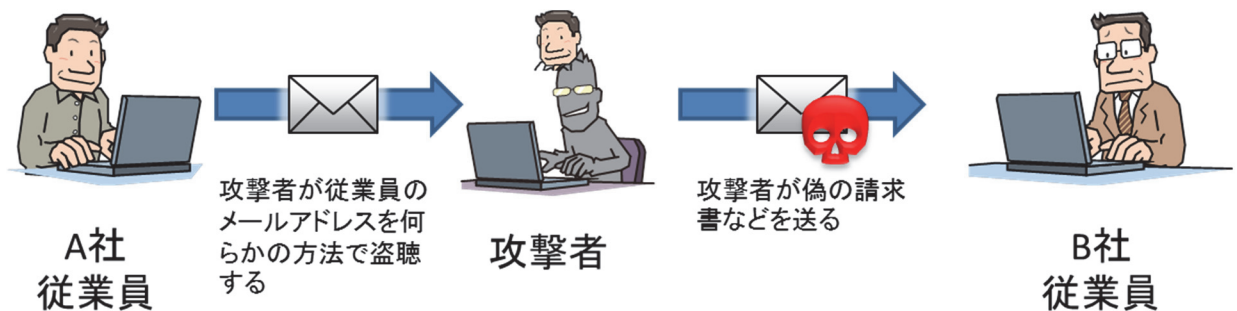 A社
従業員
攻撃者が従業員の
メールアドレスを何
らかの方法で盗聴
する
攻撃者
攻撃者が偽の請求
書などを送る
B社
従業員